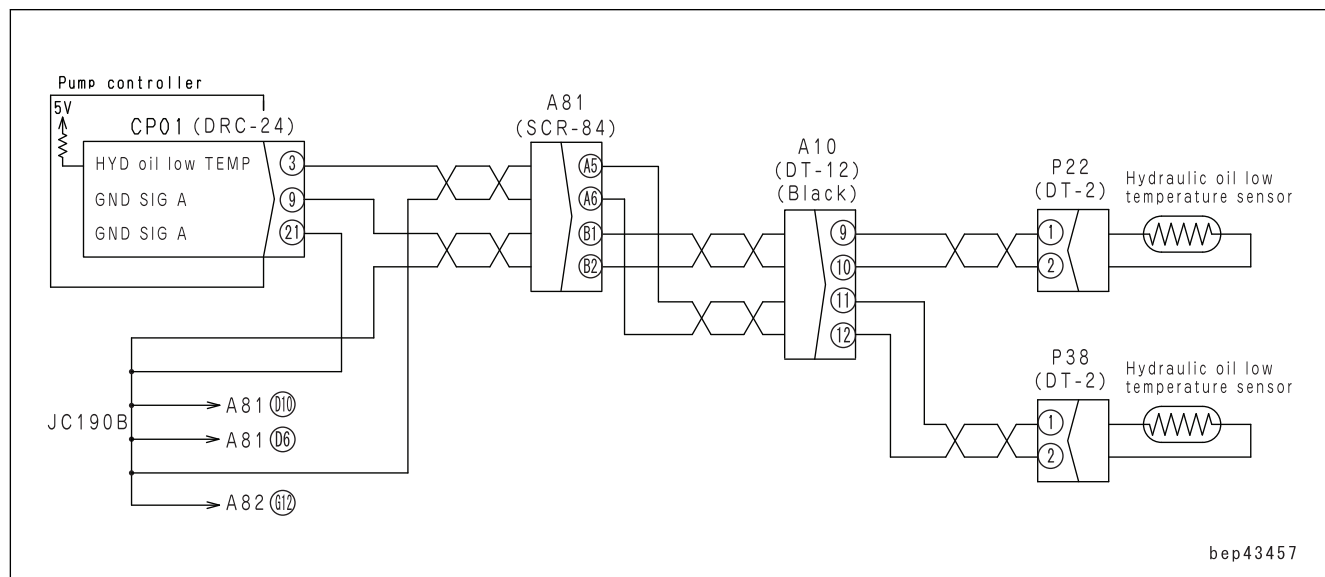 Pump controller
5V
CP01 (DRC-24)
HYD oil low TEMP 3
GND SIG A 9
GND SIG A 21
A81
(SCR-84)
A5
A6
B1
B2
A10
(DT-12)
(Black)
9
10
11
12
P22
(DT-2)
1
2
Hydraulic oil low
temperature sensor
P38
(DT-2)
1
2
Hydraulic oil low
temperature sensor
JC190B
A81 D10
A81 D6
A82 G12
bep43457